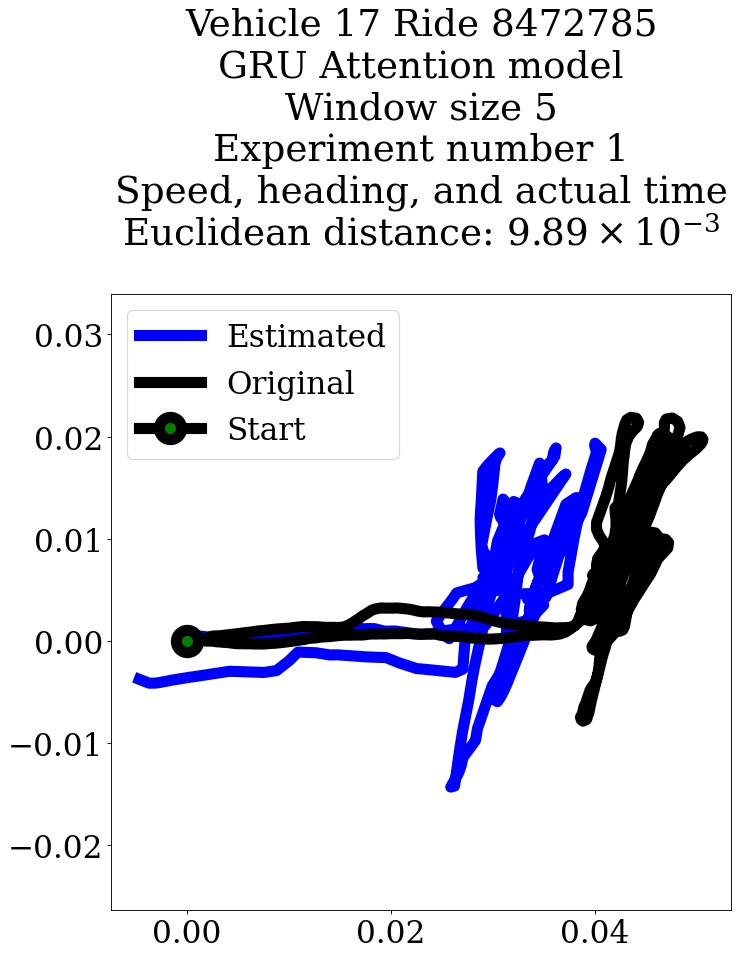 Vehicle 17 Ride 8472785
GRU Attention model
Window size 5
Experiment number 1
Speed, heading, and actual time
Euclidean distance: 9.89 × 10⁻³
Estimated
Original
Start
0.03
0.02
0.01
0.00
−0.01
−0.02
0.00 0.02 0.04